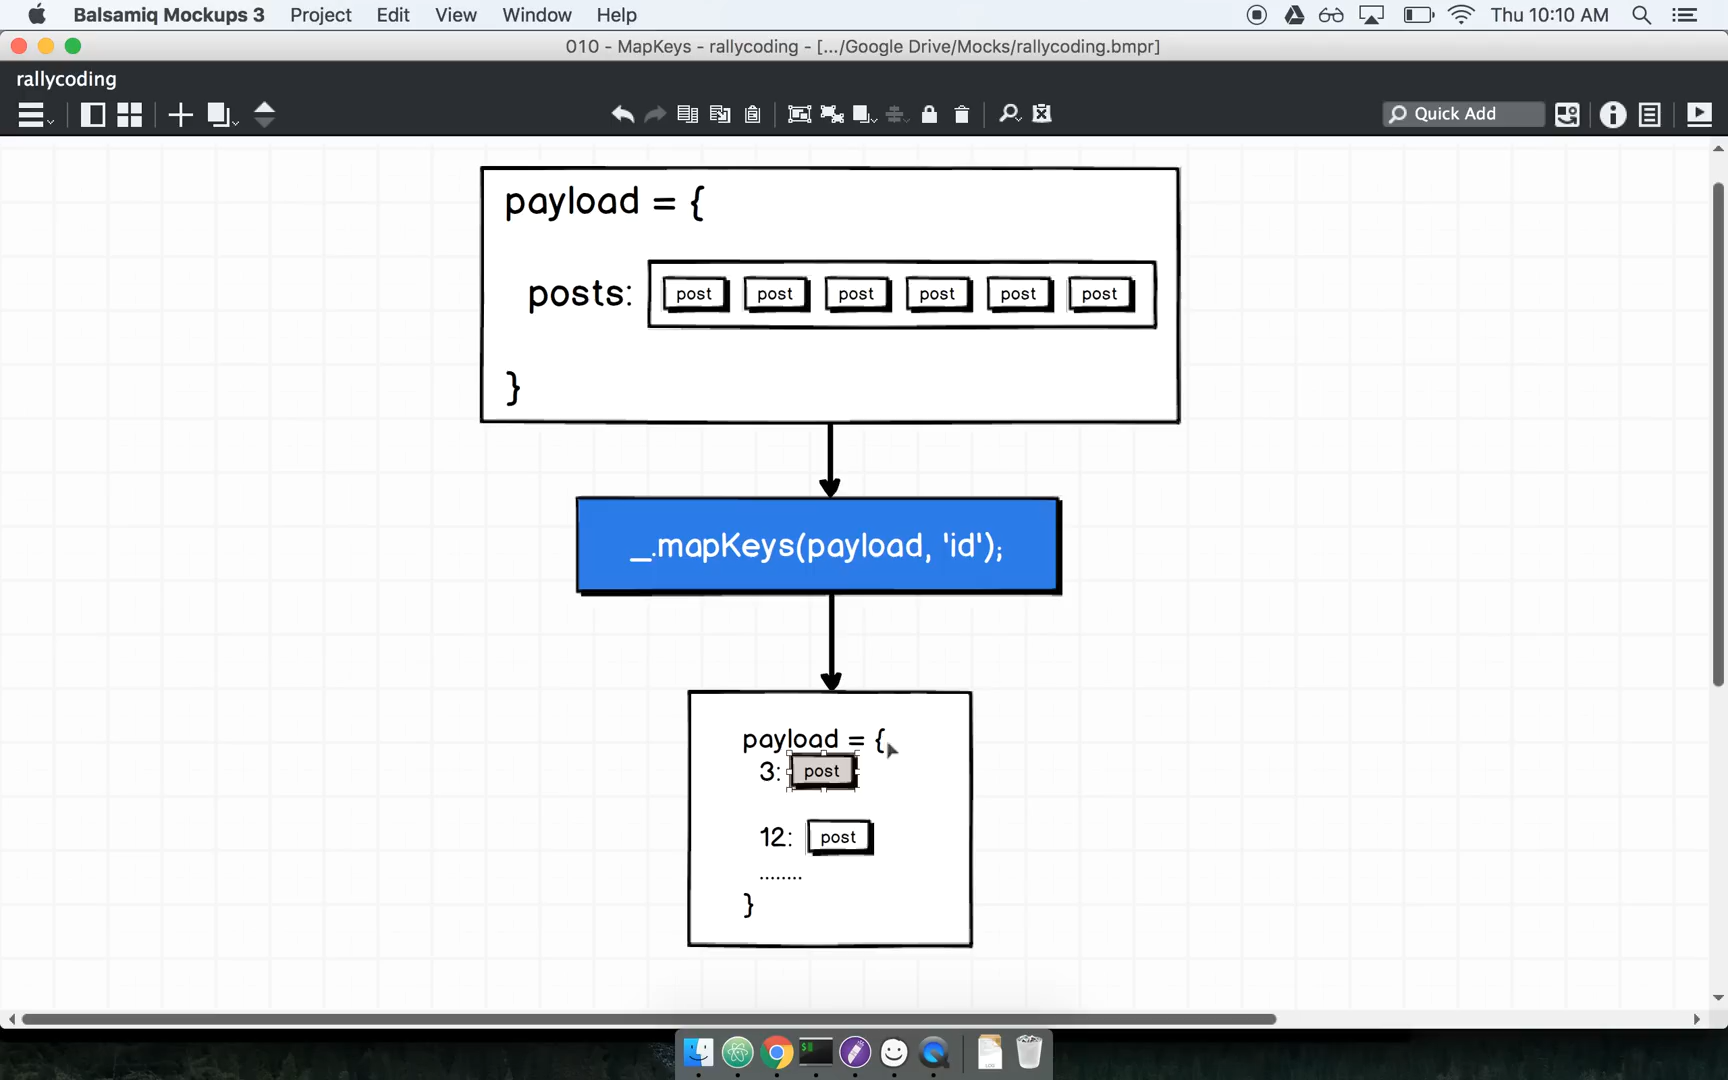 Balsamiq Mockups 3 Project Edit View Window Help Thu 10:10 AM
010 - MapKeys - rallycoding - [.../Google Drive/Mocks/rallycoding.bmpr]
rallycoding
Quick Add
payload = {
posts: post post post post post post
}
_.mapKeys(payload, 'id');
payload = {
3: post
12: post
........
}